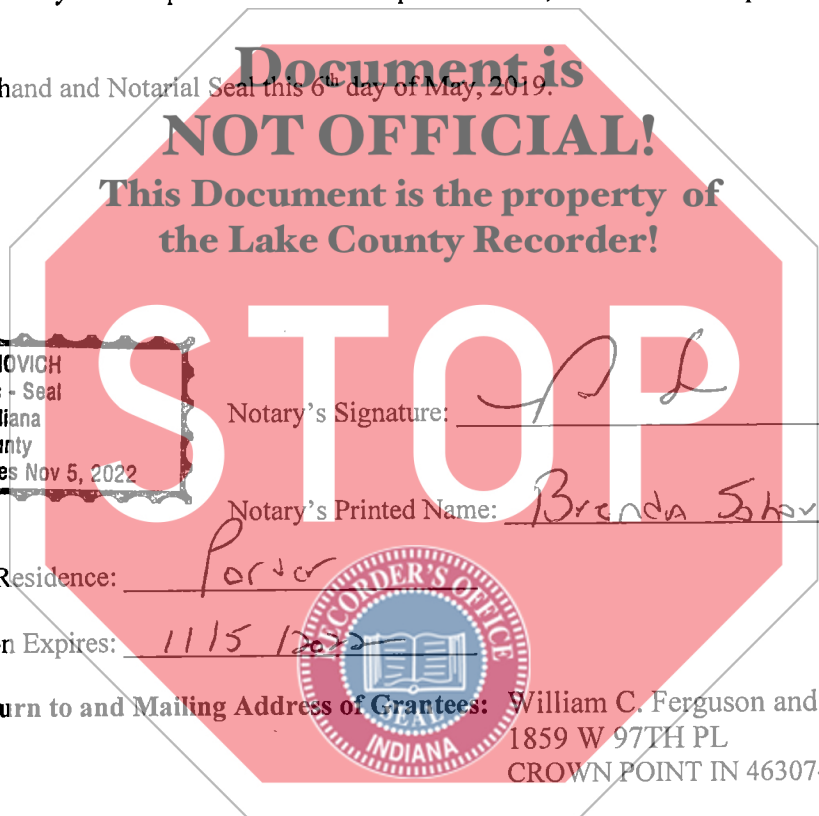 Document is
hand and Notarial Seal this 6th day of May, 2019.
NOT OFFICIAL!
This Document is the property of
the Lake County Recorder!
STOP
OVICH
- Seal
diana
unty
es Nov 5, 2022
Notary's Signature:
Notary's Printed Name: Brenda
Residence: Porter
n Expires: 11/5/2022
RECORDER'S OFFICE
SEAL
INDIANA
urn to and Mailing Address of Grantees: William C. Ferguson and
1859 W 97TH PL
CROWN POINT IN 46307-